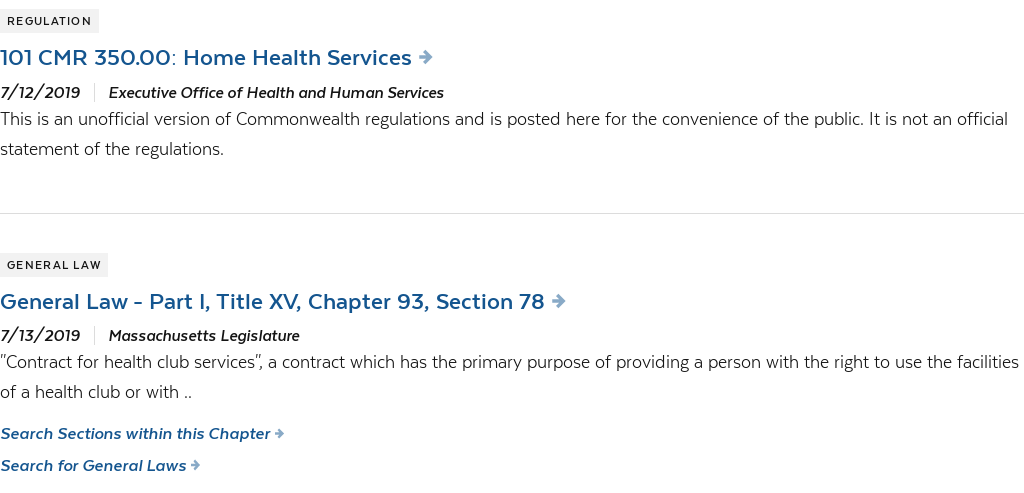 REGULATION
101 CMR 350.00: Home Health Services
7/12/2019 Executive Office of Health and Human Services
This is an unofficial version of Commonwealth regulations and is posted here for the convenience of the public. It is not an official
statement of the regulations.
GENERAL LAW
General Law - Part I, Title XV, Chapter 93, Section 78
7/13/2019 Massachusetts Legislature
"Contract for health club services", a contract which has the primary purpose of providing a person with the right to use the facilities
of a health club or with ..
Search Sections within this Chapter
Search for General Laws